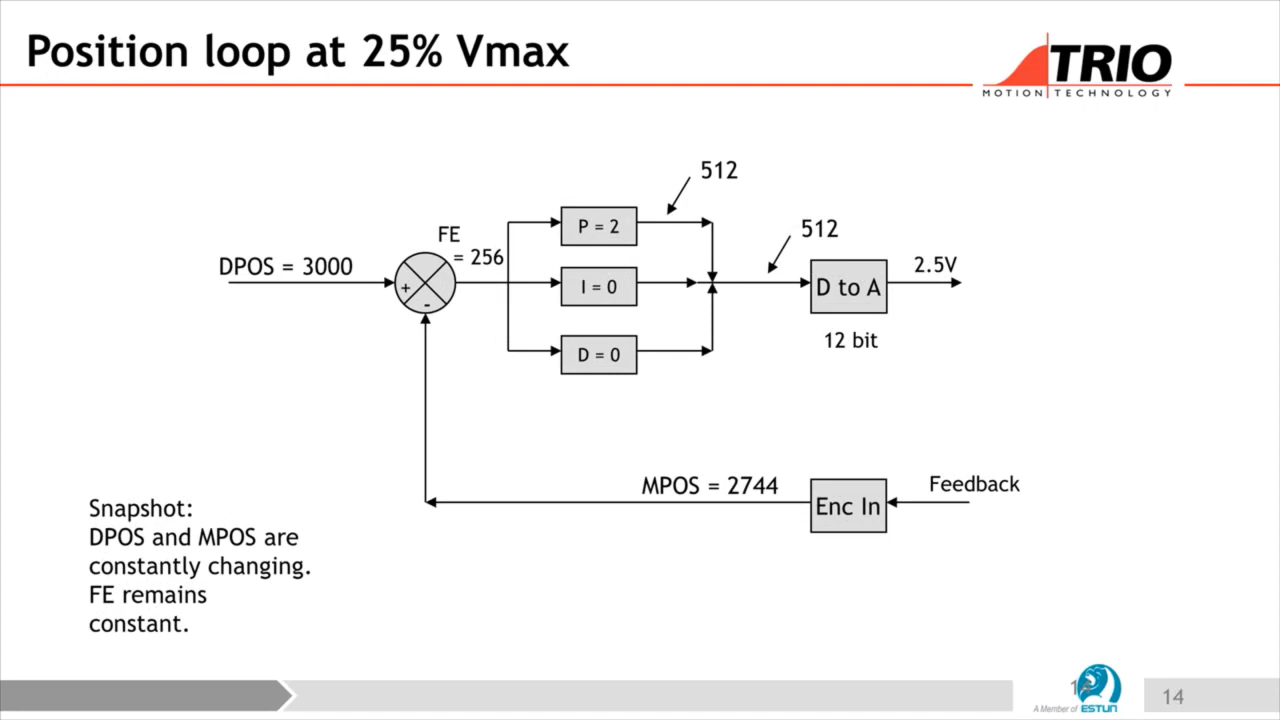 Position loop at 25% Vmax
TRIO
MOTION TECHNOLOGY
512
FE
= 256
P = 2
512
DPOS = 3000
+
-
I = 0
D to A
2.5V
12 bit
D = 0
MPOS = 2744
Enc In
Feedback
Snapshot:
DPOS and MPOS are
constantly changing.
FE remains
constant.
A Member of ESTUN
14